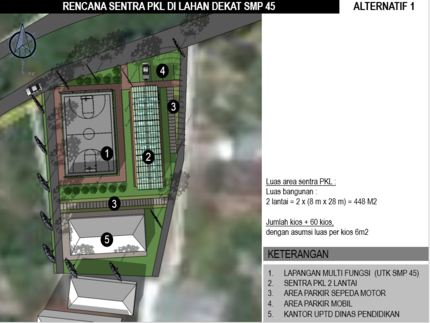 RENCANA SENTRA PKL DI LAHAN DEKAT SMP 45
ALTERNATIF 1
4
3
1
2
3
5
Luas area sentra PKL :
Luas bangunan :
2 lantai = 2 x (8 m x 28 m) = 448 M2
Jumlah kios + 60 kios,
dengan asumsi luas per kios 6m2
KETERANGAN
1. LAPANGAN MULTI FUNGSI (UTK SMP 45)
2. SENTRA PKL 2 LANTAI
3. AREA PARKIR SEPEDA MOTOR
4. AREA PARKIR MOBIL
5. KANTOR UPTD DINAS PENDIDIKAN